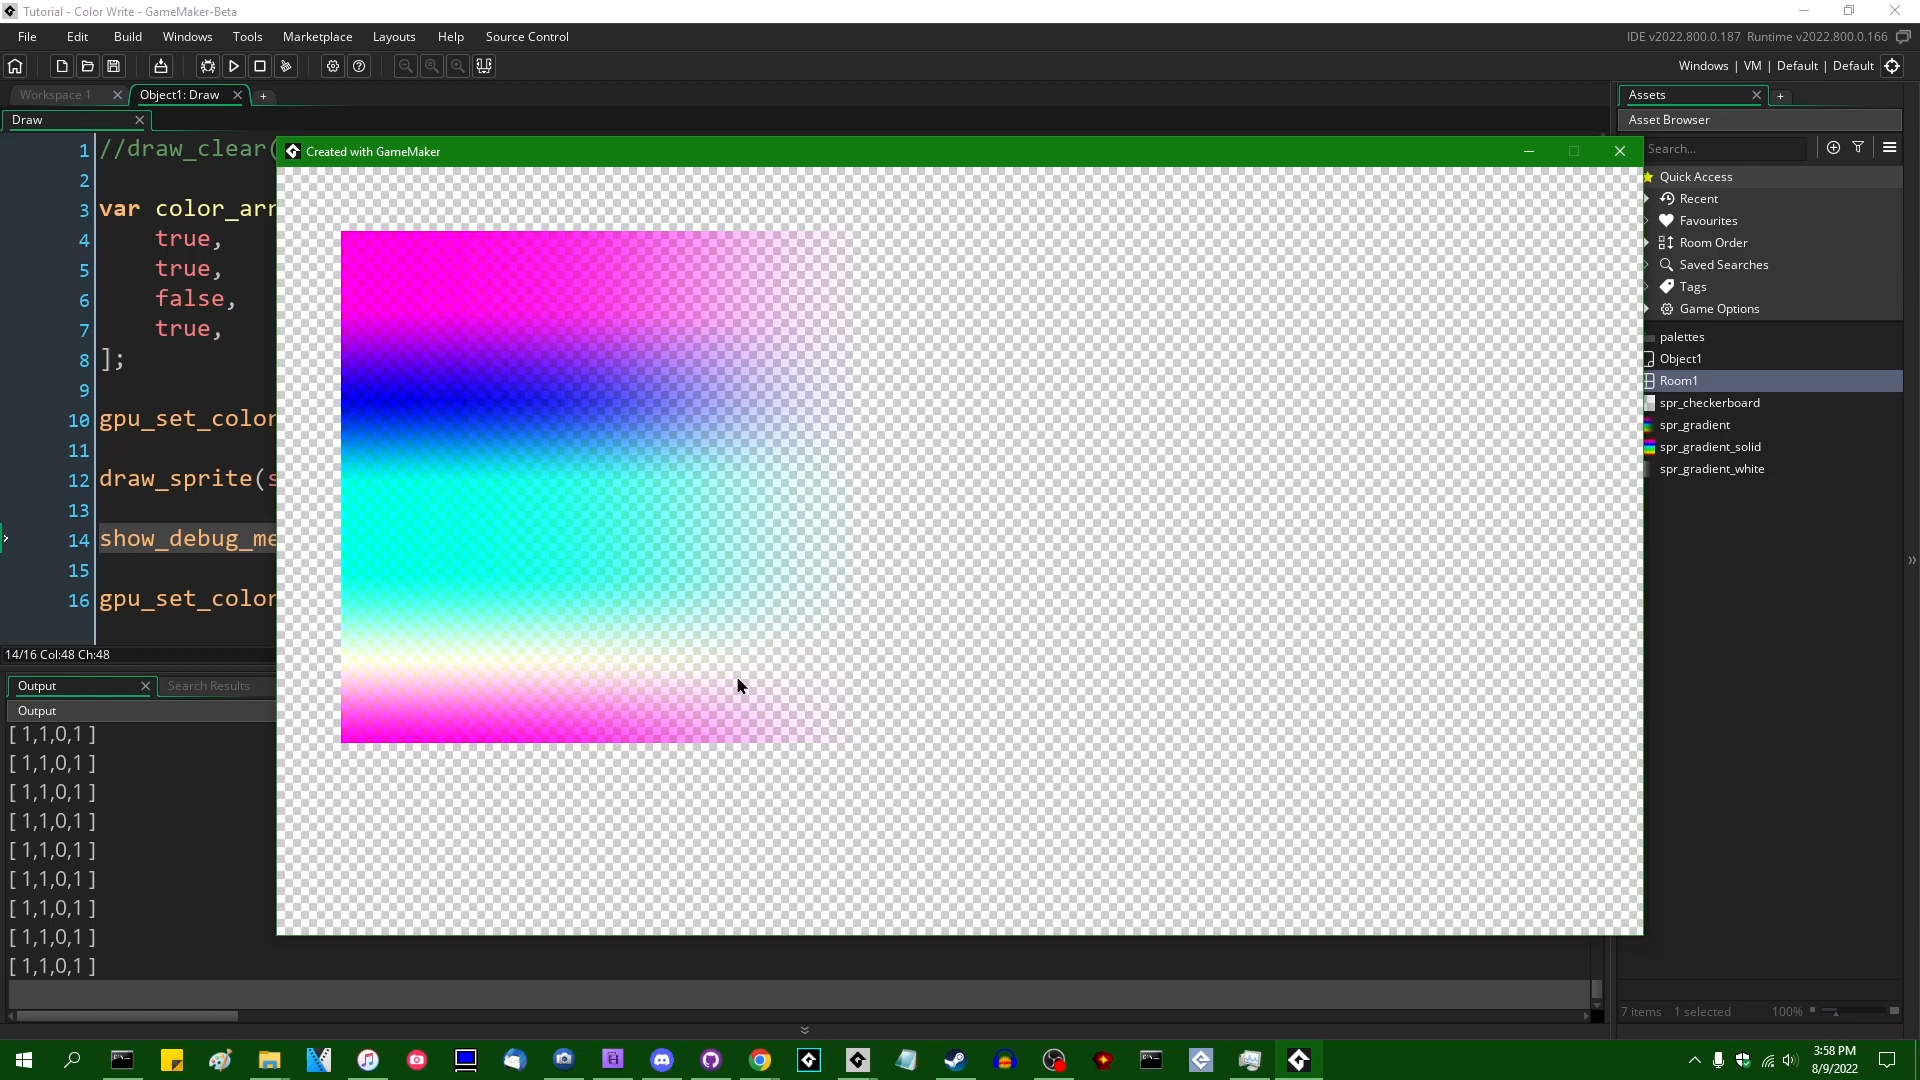 Tutorial - Color Write - GameMaker-Beta
File Edit Build Windows Tools Marketplace Layouts Help Source Control
IDE v2022.800.0.187 Runtime v2022.800.0.166
Windows | VM | Default | Default
Workspace 1
Object1: Draw
Assets
Draw
Asset Browser
1 //draw_clear(
2
3 var color_arr
4 true,
5 true,
6 false,
7 true,
8 ];
9
10 gpu_set_color
11
12 draw_sprite(s
13
14 show_debug_me
15
16 gpu_set_color
14/16 Col:48 Ch:48
Created with GameMaker
Search...
Quick Access
Recent
Favourites
Room Order
Saved Searches
Tags
Game Options
palettes
Object1
Room1
spr_checkerboard
spr_gradient
spr_gradient_solid
spr_gradient_white
Output
Search Results
Output
[ 1,1,0,1 ]
[ 1,1,0,1 ]
[ 1,1,0,1 ]
[ 1,1,0,1 ]
[ 1,1,0,1 ]
[ 1,1,0,1 ]
[ 1,1,0,1 ]
[ 1,1,0,1 ]
[ 1,1,0,1 ]
7 items 1 selected 100%
3:58 PM
8/9/2022